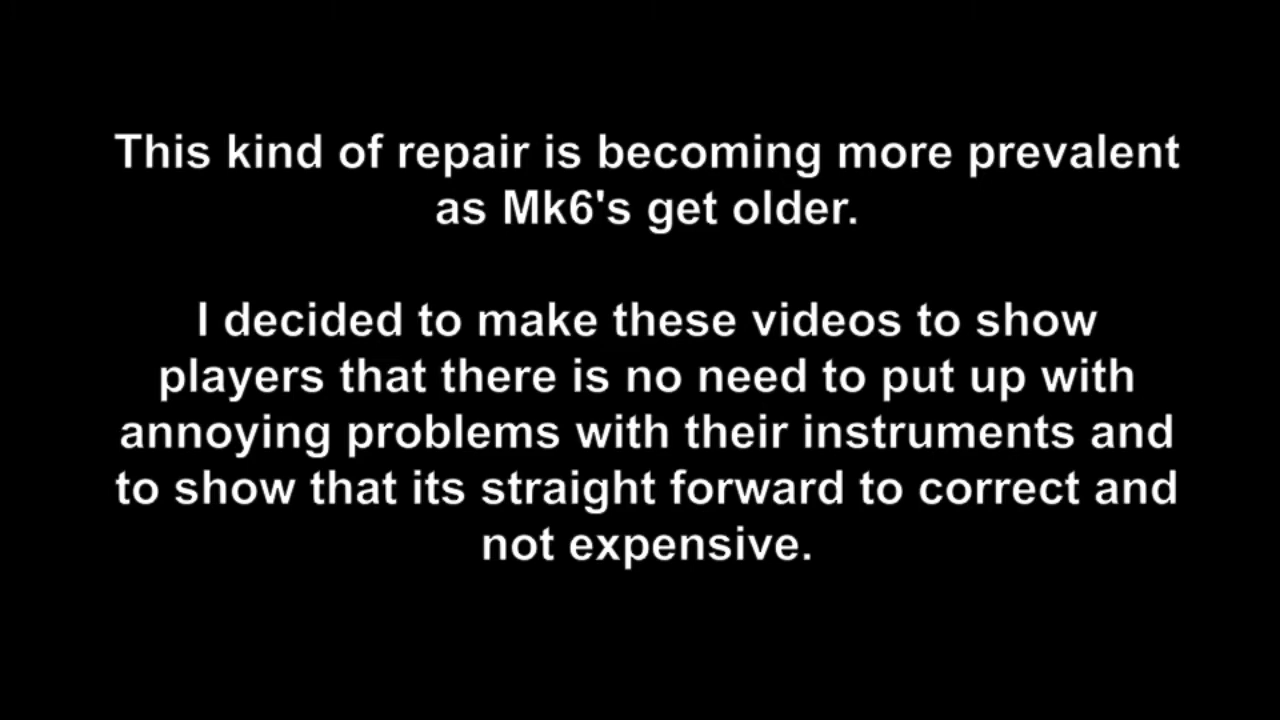 This kind of repair is becoming more prevalent
as Mk6's get older.
I decided to make these videos to show
players that there is no need to put up with
annoying problems with their instruments and
to show that its straight forward to correct and
not expensive.